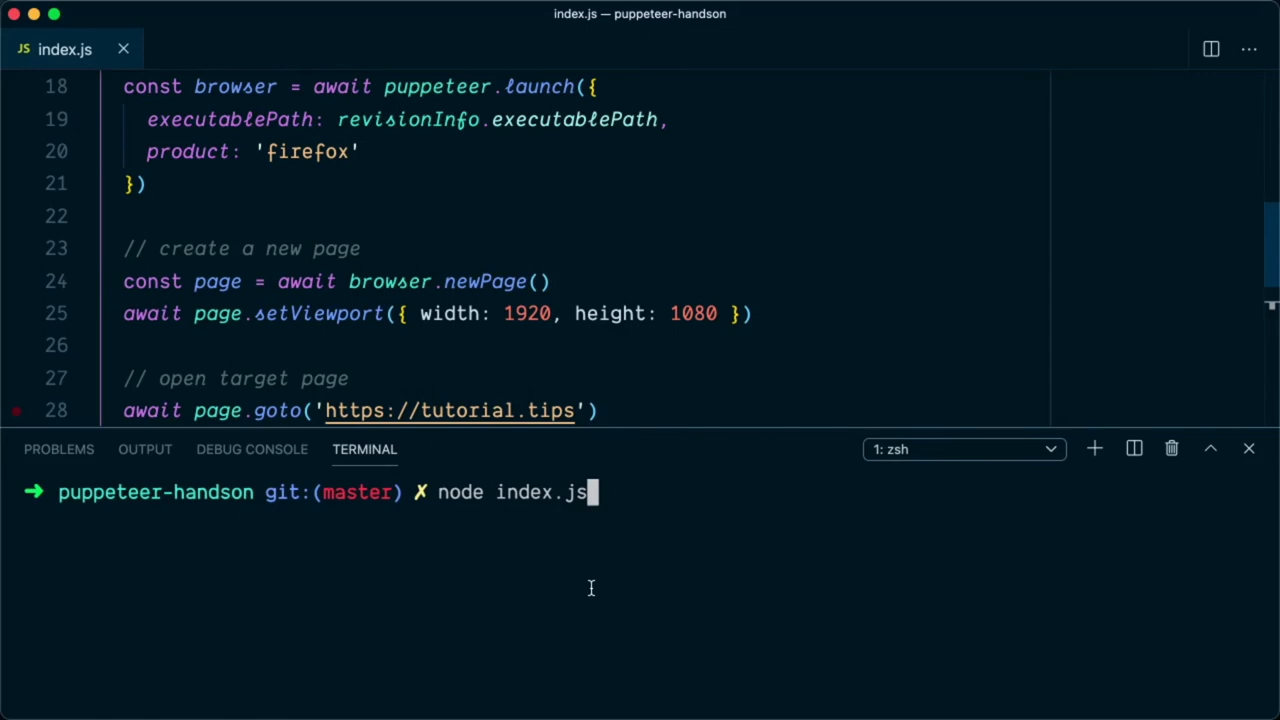 index.js — puppeteer-handson
JS index.js
18 const browser = await puppeteer.launch({
19 executablePath: revisionInfo.executablePath,
20 product: 'firefox'
21 })
22
23 // create a new page
24 const page = await browser.newPage()
25 await page.setViewport({ width: 1920, height: 1080 })
26
27 // open target page
28 await page.goto('https://tutorial.tips')
PROBLEMS OUTPUT DEBUG CONSOLE TERMINAL 1: zsh
➜ puppeteer-handson git:(master) ✗ node index.js